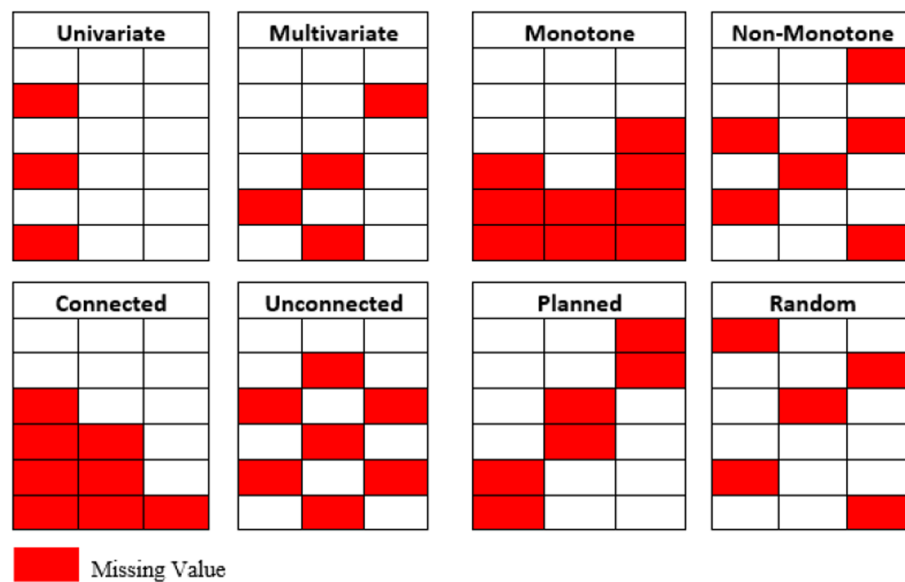 Univariate
Multivariate
Monotone
Non-Monotone
Connected
Unconnected
Planned
Random
Missing Value